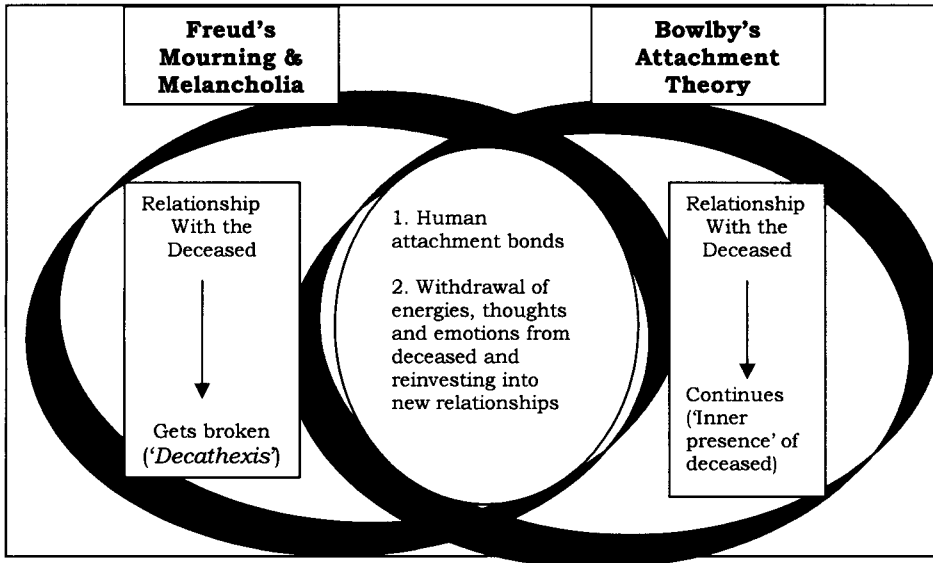 Freud's
Mourning &
Melancholia
Bowlby's
Attachment
Theory
Relationship
With the
Deceased
Gets broken
('Decathexis')
1. Human
attachment bonds
2. Withdrawal of
energies, thoughts
and emotions from
deceased and
reinvesting into
new relationships
Relationship
With the
Deceased
Continues
('Inner
presence' of
deceased)